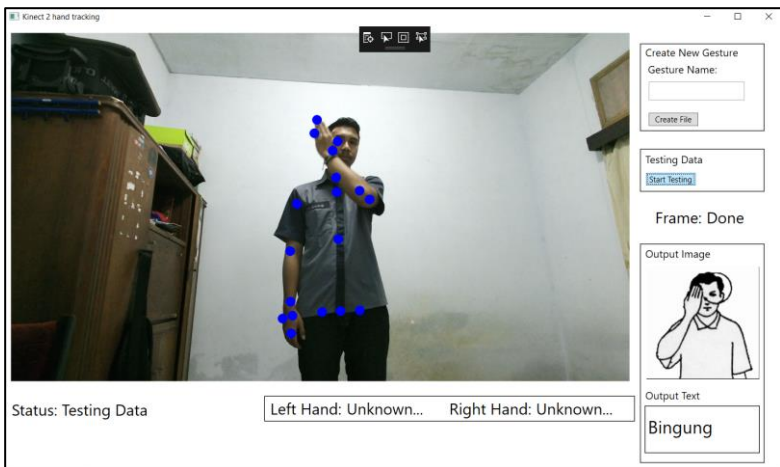 Kinect 2 hand tracking
Create New Gesture
Gesture Name:
Create File
Testing Data
Start Testing
Frame: Done
Output Image
Output Text
Bingung
Status: Testing Data
Left Hand: Unknown... Right Hand: Unknown...